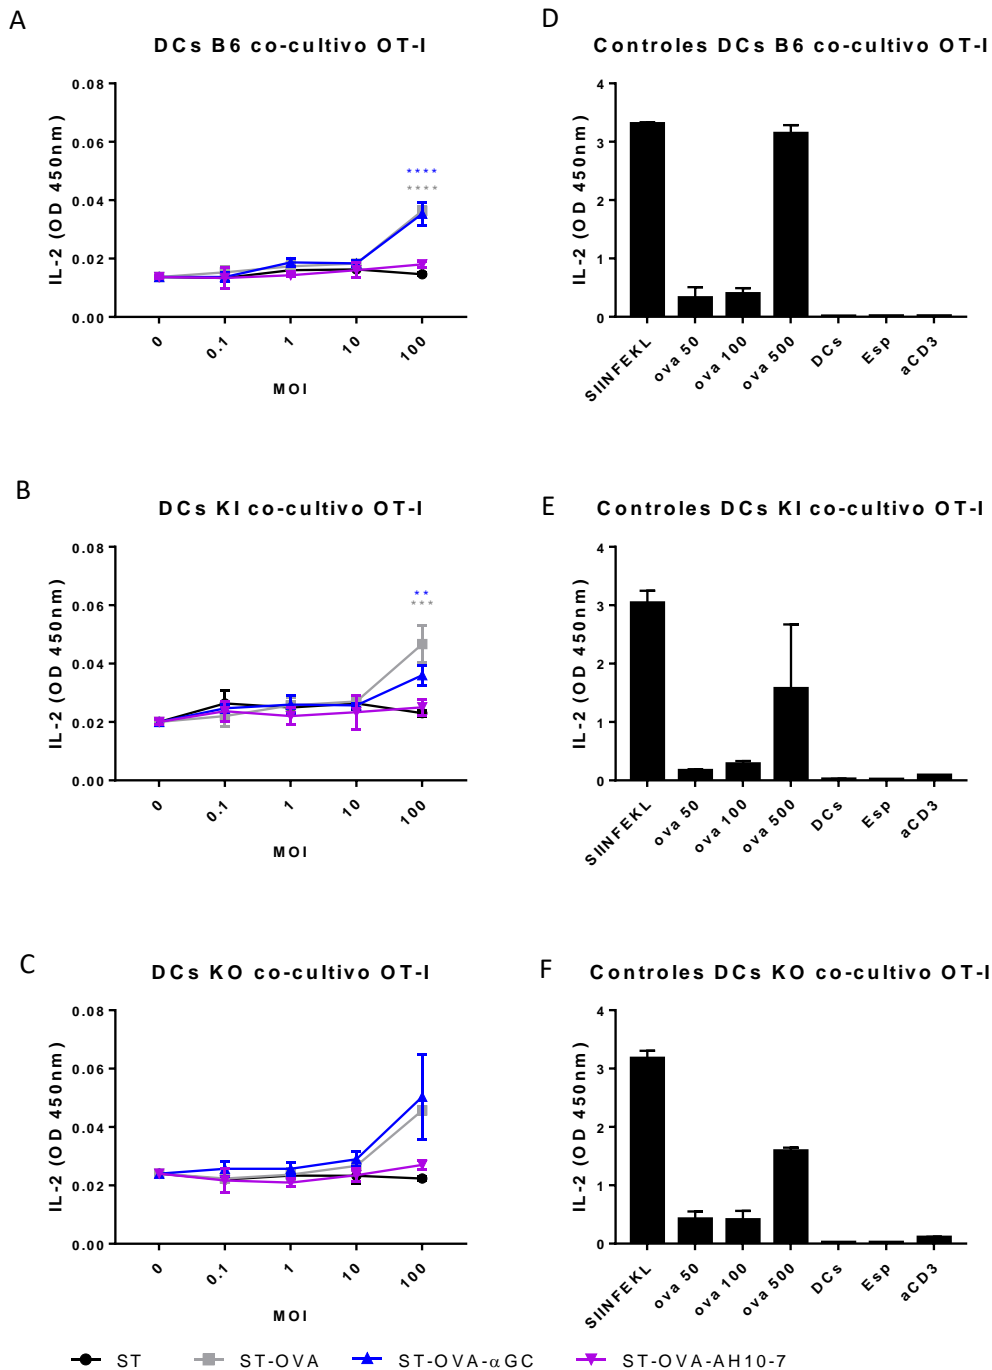 A
DCs B6 co-cultivo OT-I
IL-2 (OD 450nm)
0.08
0.06
0.04
0.02
0.00
****
****
0
0.1
1
10
100
MOI
D
Controles DCs B6 co-cultivo OT-I
IL-2 (OD 450nm)
4
3
2
1
0
SIINFEKL
ova 50
ova 100
ova 500
DCs
Esp
aCD3
B
DCs KI co-cultivo OT-I
IL-2 (OD 450nm)
0.08
0.06
0.04
0.02
0.00
**
***
0
0.1
1
10
100
MOI
E
Controles DCs KI co-cultivo OT-I
IL-2 (OD 450nm)
4
3
2
1
0
SIINFEKL
ova 50
ova 100
ova 500
DCs
Esp
aCD3
C
DCs KO co-cultivo OT-I
IL-2 (OD 450nm)
0.08
0.06
0.04
0.02
0.00
0
0.1
1
10
100
MOI
F
Controles DCs KO co-cultivo OT-I
IL-2 (OD 450nm)
4
3
2
1
0
SIINFEKL
ova 50
ova 100
ova 500
DCs
Esp
aCD3
ST ST-OVA ST-OVA-αGC ST-OVA-AH10-7